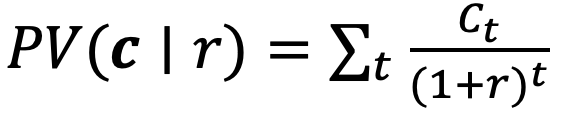 PV(c | r) = ∑ₜ Cₜ / (1+r)ᵗ